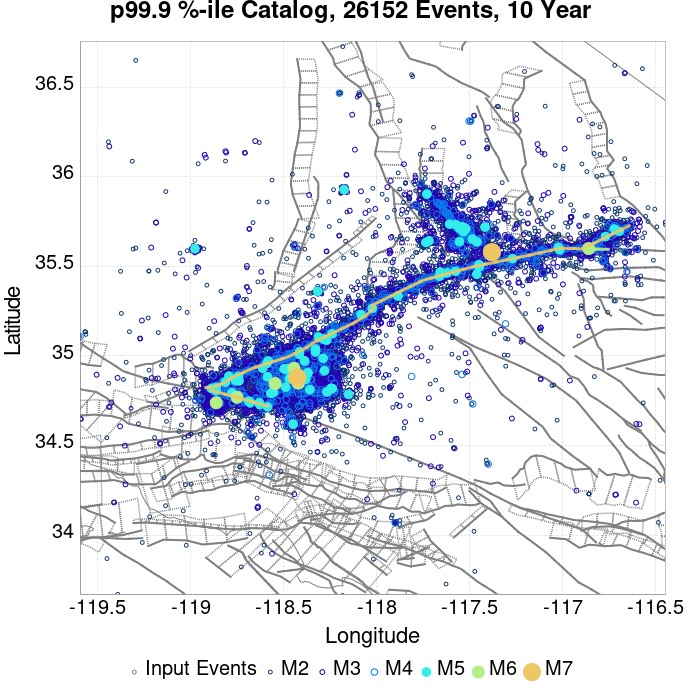 p99.9 %-ile Catalog, 26152 Events, 10 Year
36.5
36
35.5
35
34.5
34
Latitude
-119.5 -119 -118.5 -118 -117.5 -117 -116.5
Longitude
Input Events M2 M3 M4 M5 M6 M7